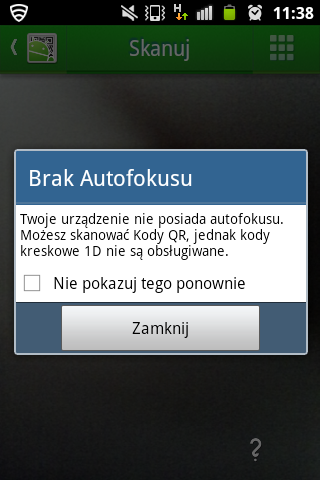 11:38
Skanuj
Brak Autofokusu
Twoje urządzenie nie posiada autofokusu.
Możesz skanować Kody QR, jednak kody
kreskowe 1D nie są obsługiwane.
Nie pokazuj tego ponownie
Zamknij
?